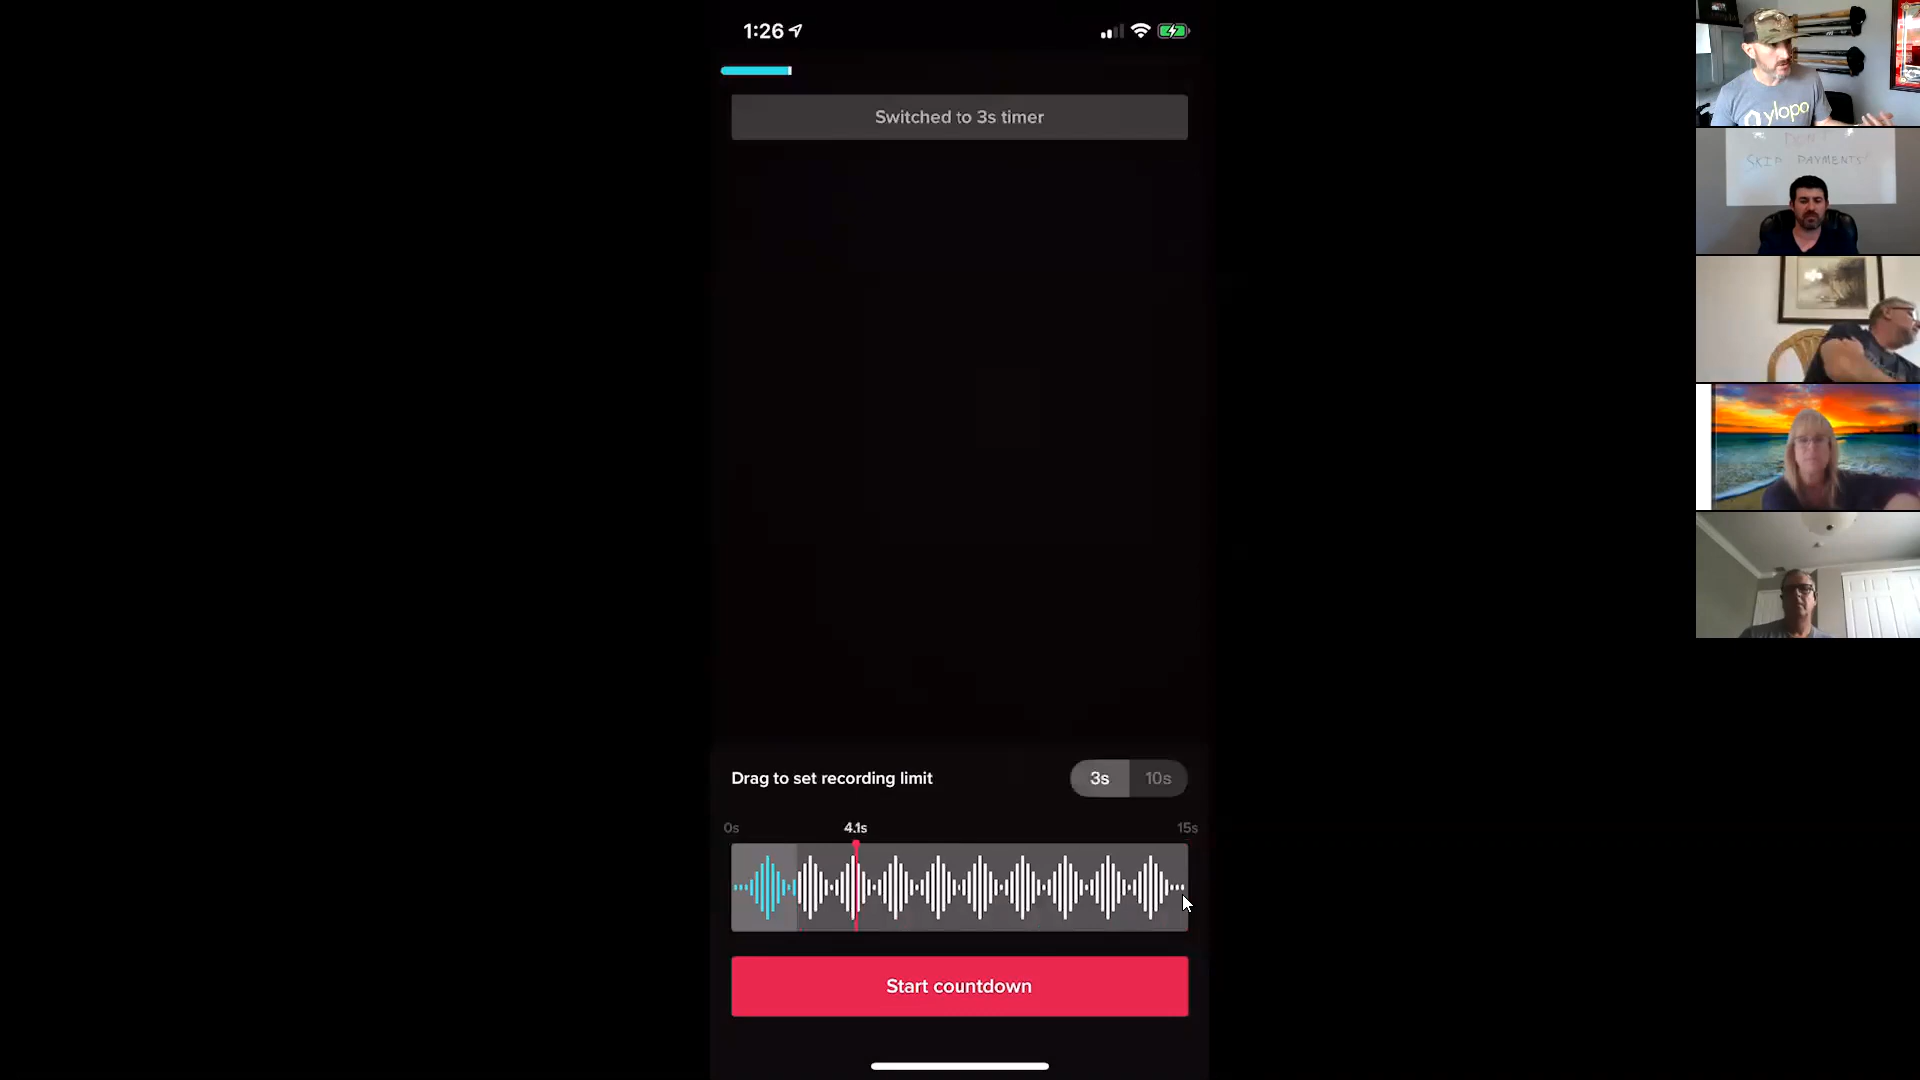 1:26
Switched to 3s timer
Drag to set recording limit
3s
10s
0s
4.1s
15s
Start countdown
ylopo
SKIP PAYMENTS